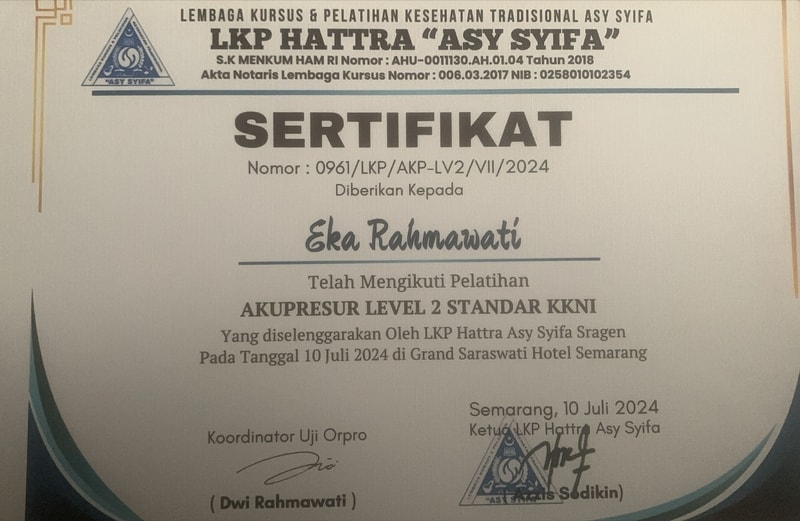 LEMBAGA KURSUS & PELATIHAN KESEHATAN TRADISIONAL ASY SYIFA
LKP HATTRA "ASY SYIFA"
S.K MENKUM HAM RI Nomor : AHU-0011130.AH.01.04 Tahun 2018
Akta Notaris Lembaga Kursus Nomor : 006.03.2017 NIB : 0258010102354
"ASY SYIFA"
SERTIFIKAT
Nomor : 0961/LKP/AKP-LV2/VII/2024
Diberikan Kepada
Eka Rahmawati
Telah Mengikuti Pelatihan
AKUPRESUR LEVEL 2 STANDAR KKNI
Yang diselenggarakan Oleh LKP Hattra Asy Syifa Sragen
Pada Tanggal 10 Juli 2024 di Grand Saraswati Hotel Semarang
Semarang, 10 Juli 2024
Koordinator Uji Orpro
Ketua LKP Hattra Asy Syifa
( Dwi Rahmawati )
Sodikin)